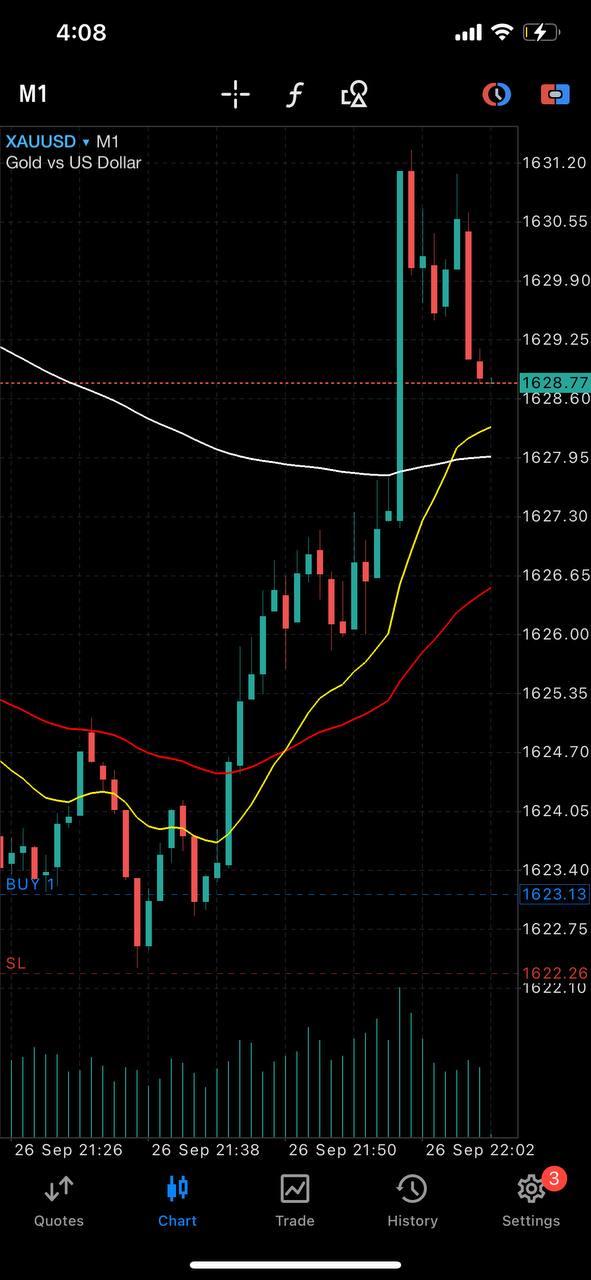 4:08
M1
XAUUSD ▾ M1
Gold vs US Dollar
1631.20
1630.55
1629.90
1629.25
1628.77
1628.60
1627.95
1627.30
1626.65
1626.00
1625.35
1624.70
1624.05
1623.40
BUY 1
1623.13
1622.75
SL
1622.26
1622.10
26 Sep 21:26 26 Sep 21:38 26 Sep 21:50 26 Sep 22:02
3
Quotes Chart Trade History Settings